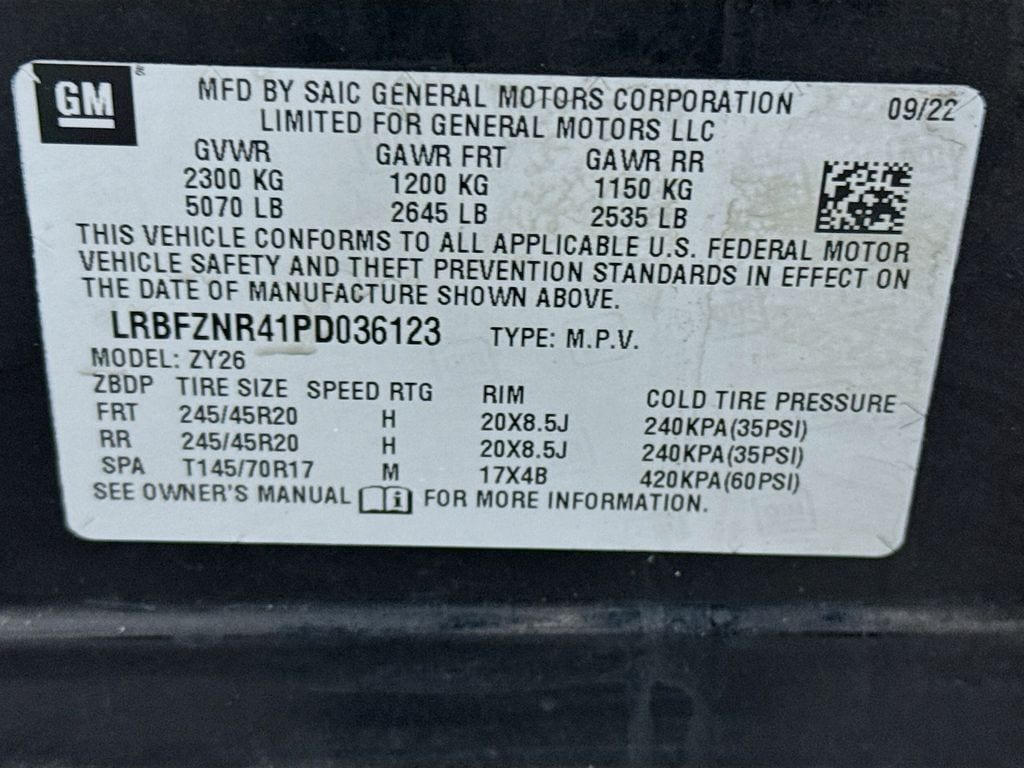 GM
MFD BY SAIC GENERAL MOTORS CORPORATION 09/22
LIMITED FOR GENERAL MOTORS LLC
GVWR GAWR FRT GAWR RR
2300 KG 1200 KG 1150 KG
5070 LB 2645 LB 2535 LB
THIS VEHICLE CONFORMS TO ALL APPLICABLE U.S. FEDERAL MOTOR
VEHICLE SAFETY AND THEFT PREVENTION STANDARDS IN EFFECT ON
THE DATE OF MANUFACTURE SHOWN ABOVE.
LRBFZNR41PD036123 TYPE: M.P.V.
MODEL: ZY26
ZBDP TIRE SIZE SPEED RTG RIM COLD TIRE PRESSURE
FRT 245/45R20 H 20X8.5J 240KPA(35PSI)
RR 245/45R20 H 20X8.5J 240KPA(35PSI)
SPA T145/70R17 M 17X4B 420KPA(60PSI)
SEE OWNER'S MANUAL i FOR MORE INFORMATION.